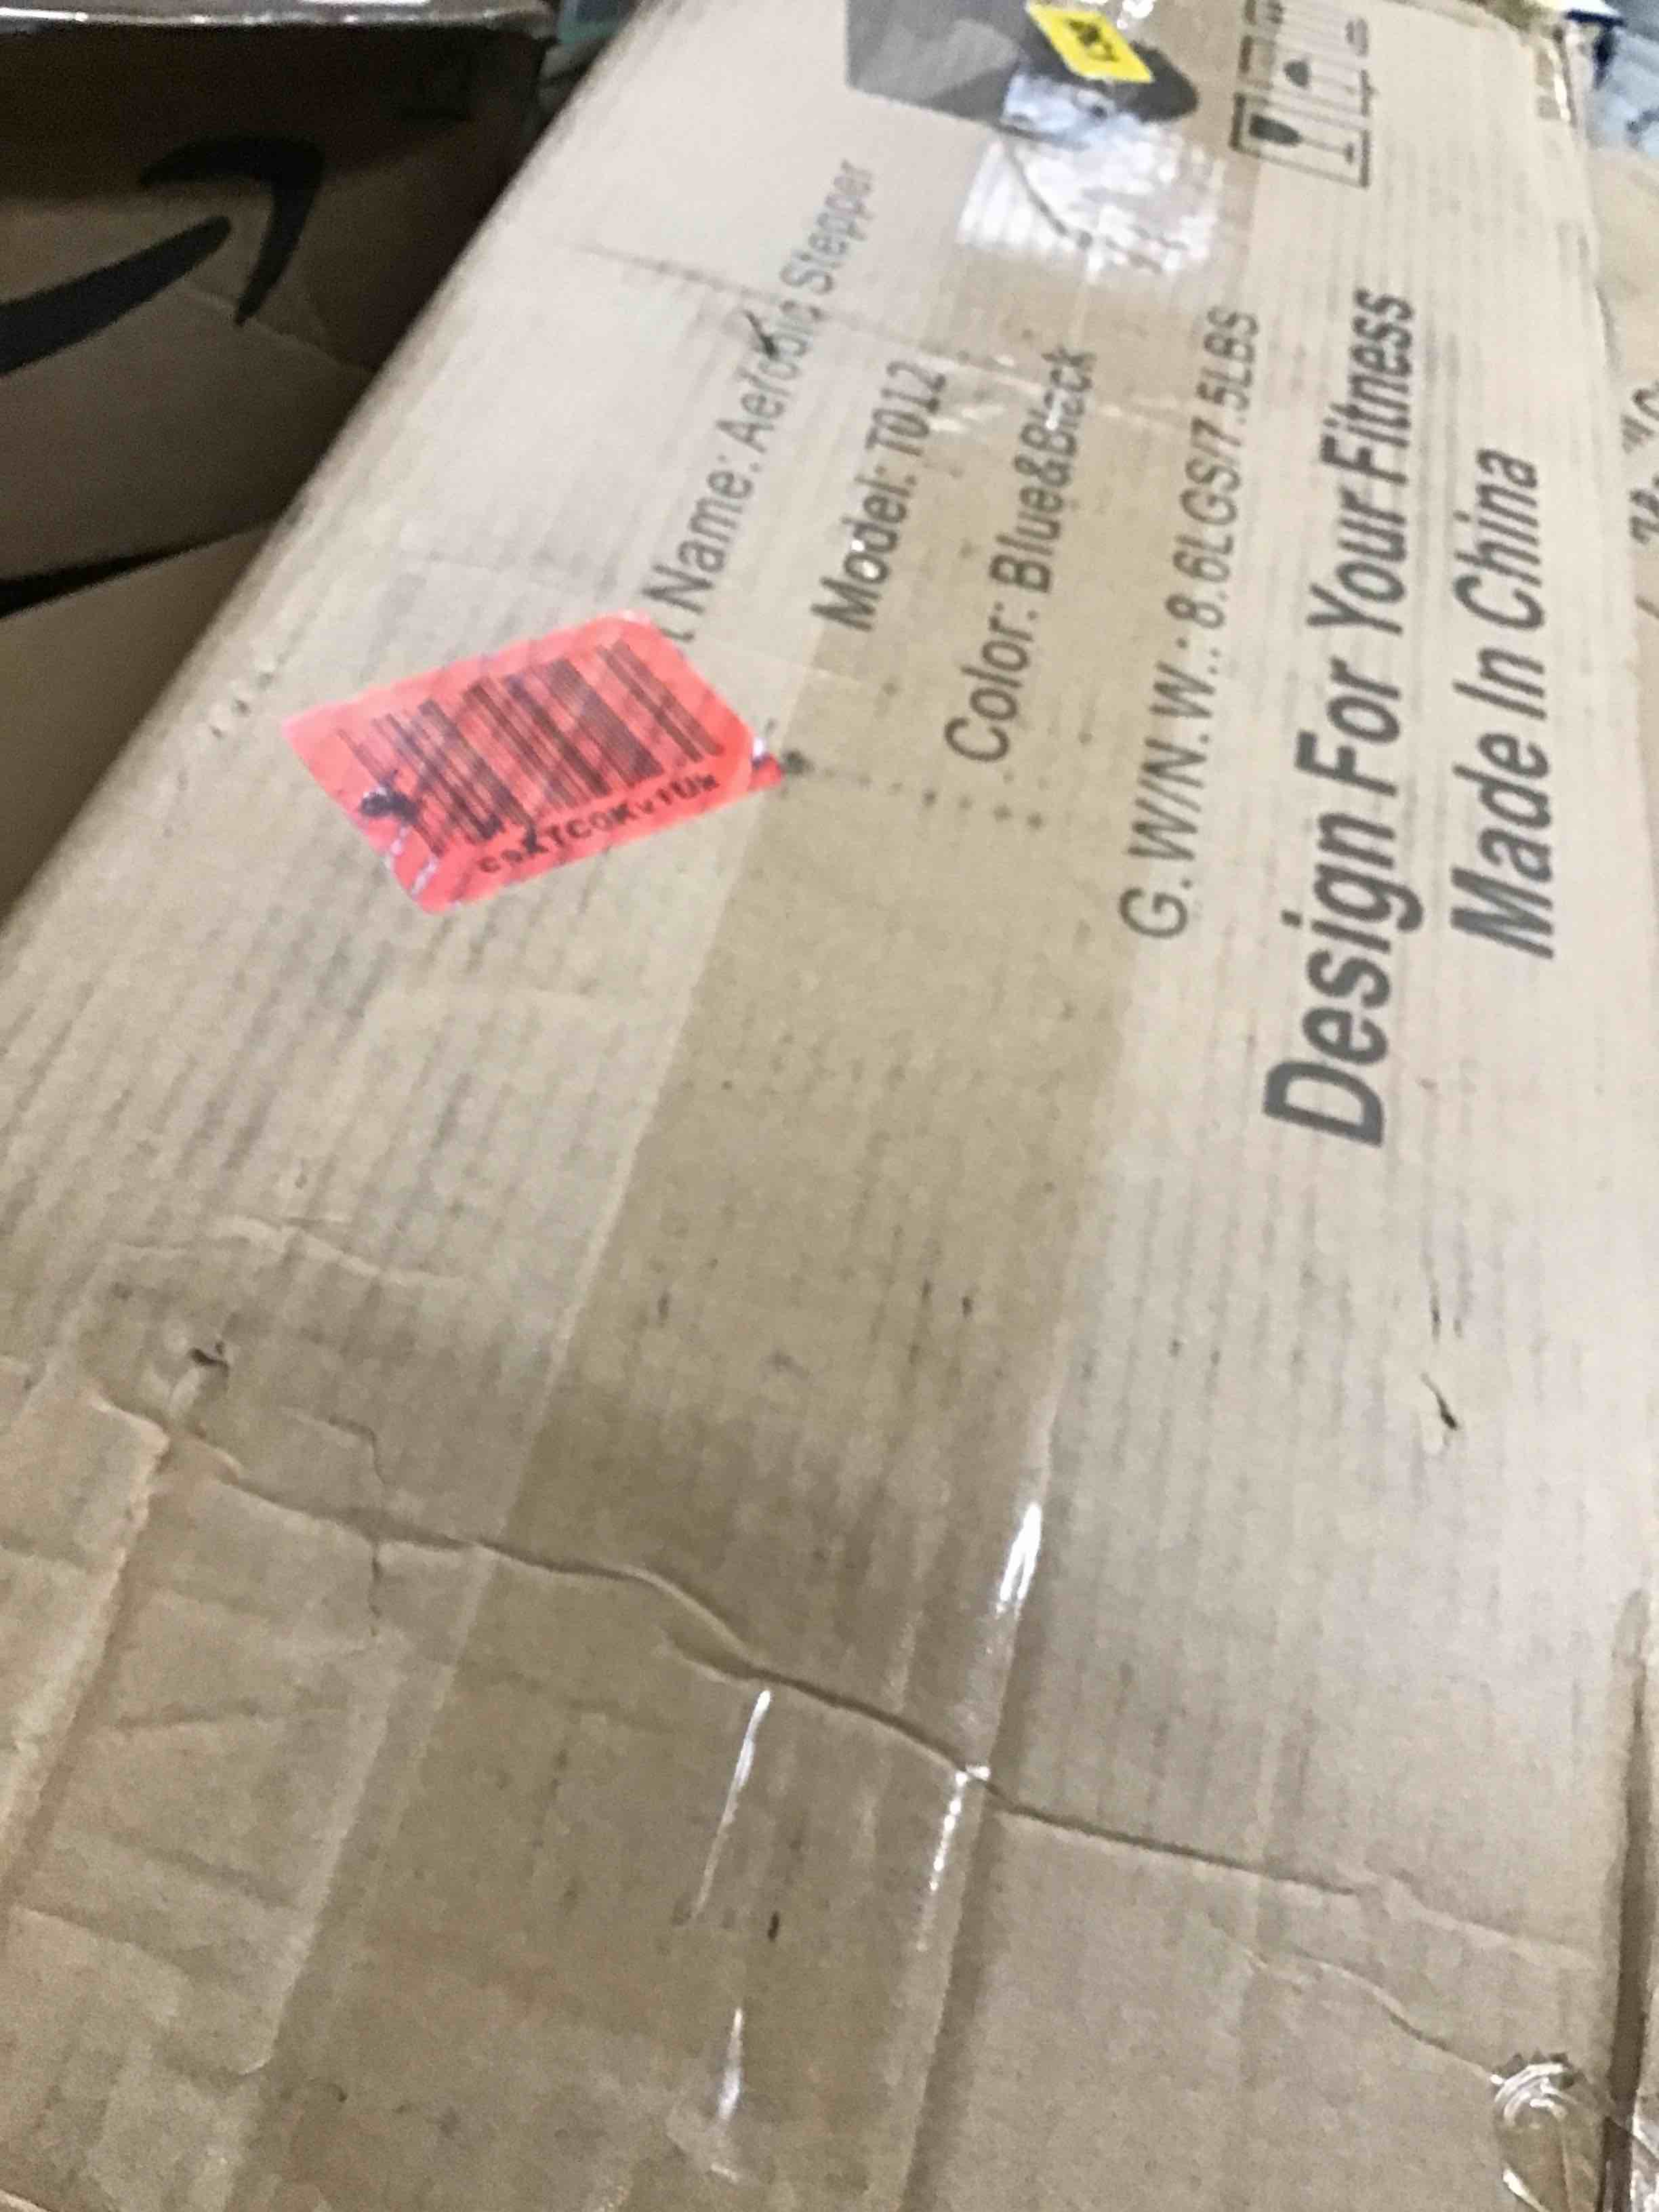 t Name: Aerobic Stepper
Model: T012
Color: Blue&Black
G.W/N.W.: 8.6LGS/7.5LBS
Design For Your Fitness
Made In China